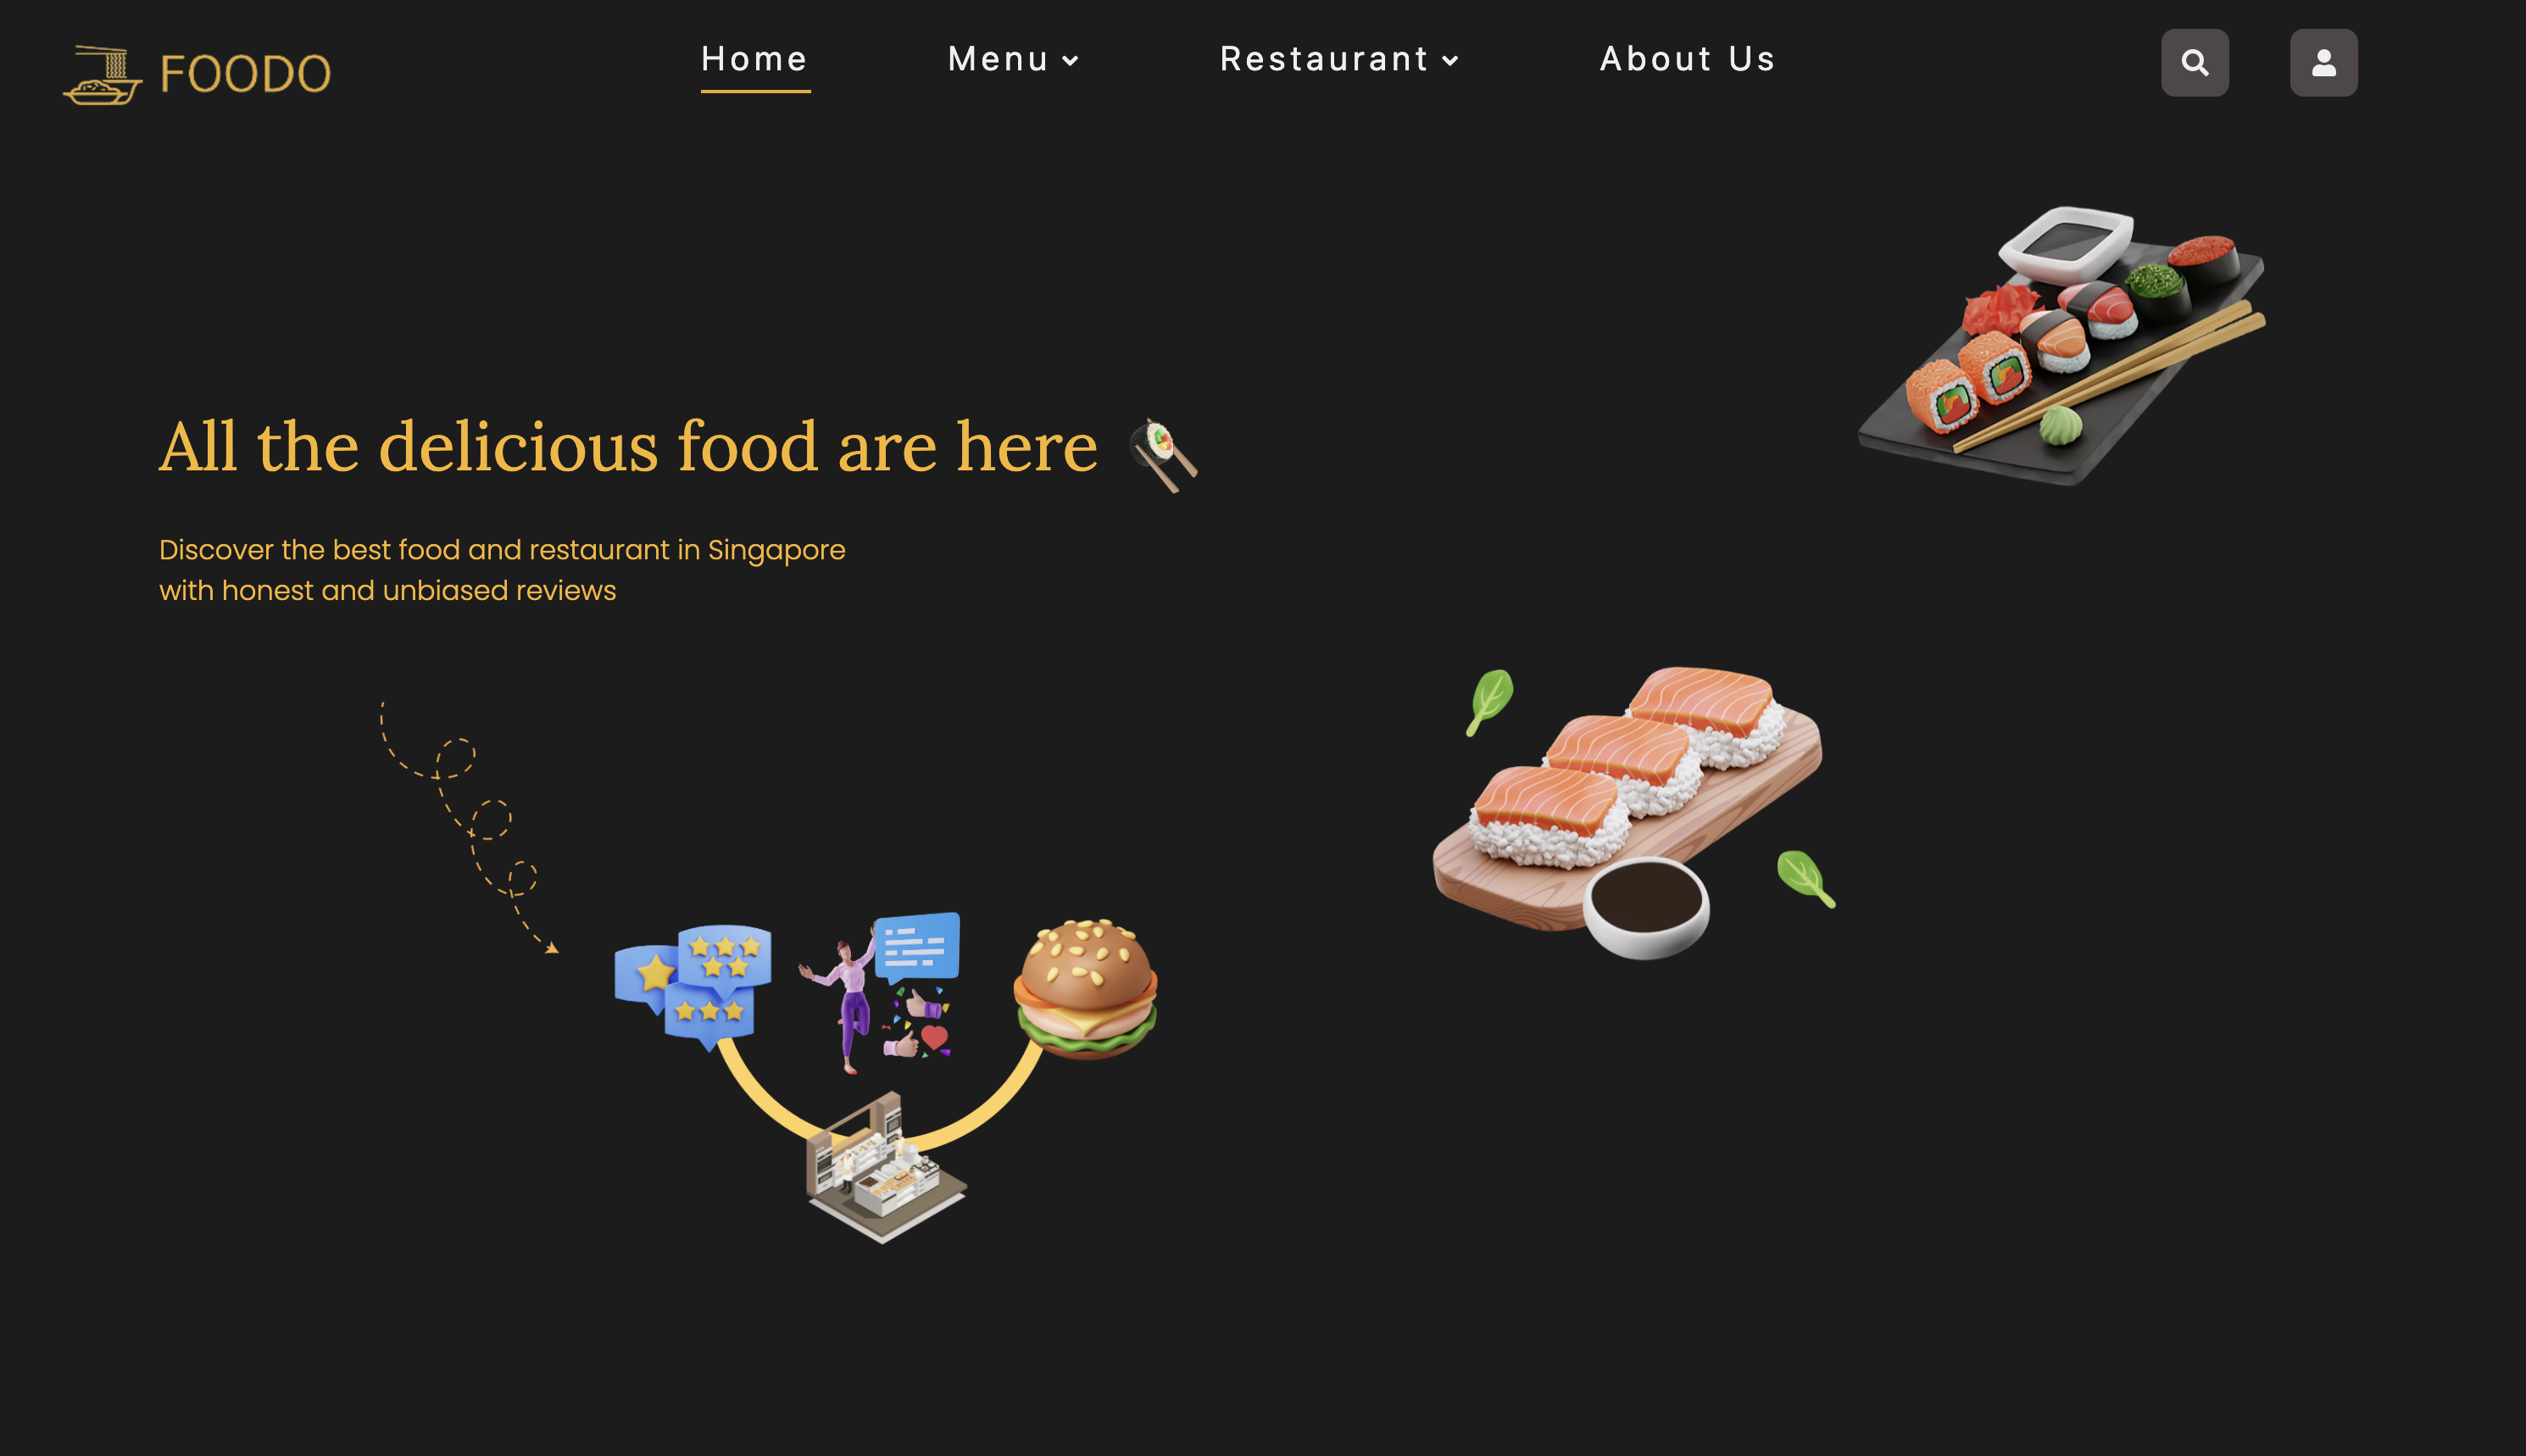 FOODO
Home
Menu
Restaurant
About Us
All the delicious food are here
Discover the best food and restaurant in Singapore
with honest and unbiased reviews